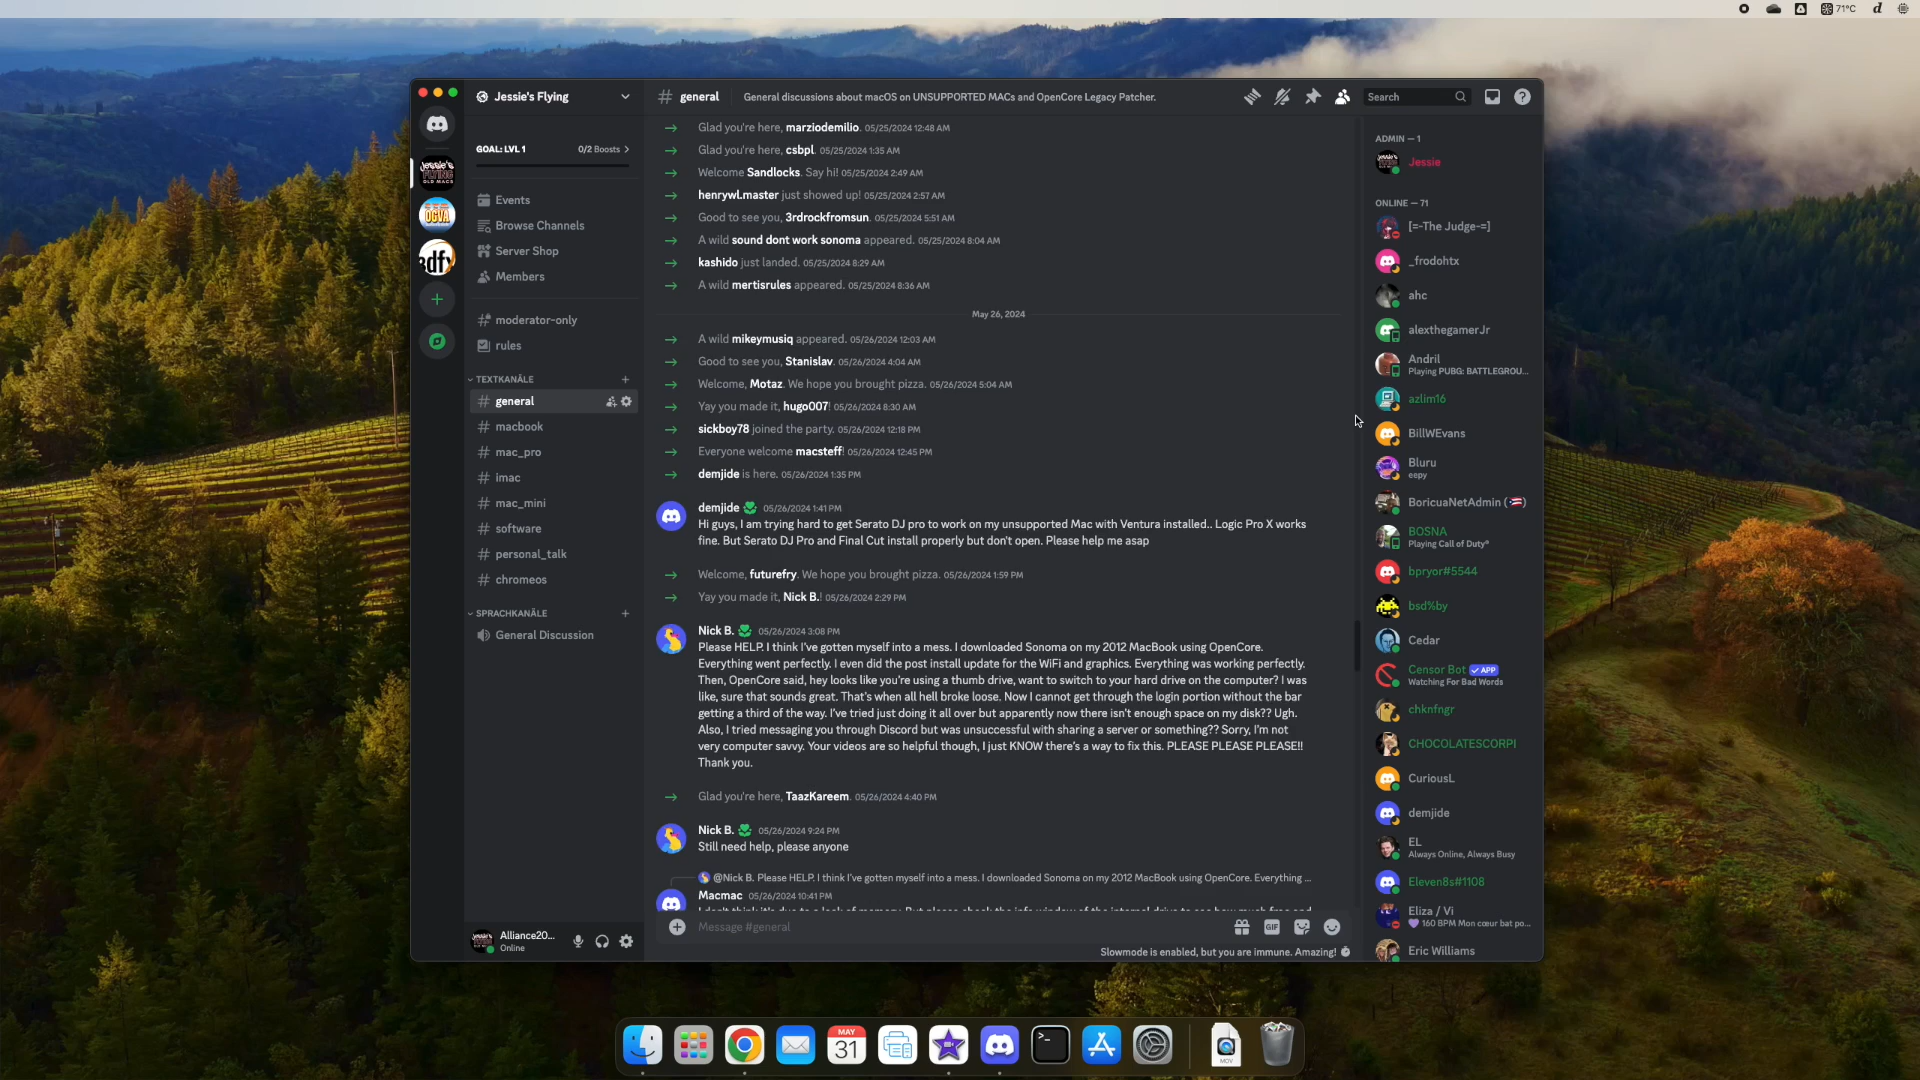 71°C
Jessie's Flying
general
General discussions about macOS on UNSUPPORTED MACs and OpenCore Legacy Patcher.
Search
GOAL: LVL 1
0/2 Boosts
Events
Browse Channels
Server Shop
Members
moderator-only
rules
TEXTKANÄLE
general
macbook
mac_pro
imac
mac_mini
software
personal_talk
chromeos
SPRACHKANÄLE
General Discussion
Alliance20...
Online
Glad you're here, marziodemilio. 05/25/2024 12:48 AM
Glad you're here, csbpl. 05/25/2024 1:35 AM
Welcome Sandlocks. Say hi! 05/25/2024 2:49 AM
henrywl.master just showed up! 05/25/2024 2:57 AM
Good to see you, 3rdrockfromsun. 05/25/2024 5:51 AM
A wild sound dont work sonoma appeared. 05/25/2024 8:04 AM
kashido just landed. 05/25/2024 8:29 AM
A wild mertisrules appeared. 05/25/2024 8:36 AM
May 26, 2024
A wild mikeymusiq appeared. 05/26/2024 12:03 AM
Good to see you, Stanislav. 05/26/2024 4:04 AM
Welcome, Motaz. We hope you brought pizza. 05/26/2024 5:04 AM
Yay you made it, hugo007! 05/26/2024 8:30 AM
sickboy78 joined the party. 05/26/2024 12:18 PM
Everyone welcome macsteff! 05/26/2024 12:45 PM
demjide is here. 05/26/2024 1:35 PM
demjide 05/26/2024 1:41 PM
Hi guys, I am trying hard to get Serato DJ pro to work on my unsupported Mac with Ventura installed.. Logic Pro X works
fine. But Serato DJ Pro and Final Cut install properly but don't open. Please help me asap
Welcome, futurefry. We hope you brought pizza. 05/26/2024 1:59 PM
Yay you made it, Nick B.! 05/26/2024 2:29 PM
Nick B. 05/26/2024 3:08 PM
Please HELP. I think I've gotten myself into a mess. I downloaded Sonoma on my 2012 MacBook using OpenCore.
Everything went perfectly. I even did the post install update for the WiFi and graphics. Everything was working perfectly.
Then, OpenCore said, hey looks like you're using a thumb drive, want to switch to your hard drive on the computer? I was
like, sure that sounds great. That's when all hell broke loose. Now I cannot get through the login portion without the bar
getting a third of the way. I've tried just doing it all over but apparently now there isn't enough space on my disk?? Ugh.
Also, I tried messaging you through Discord but was unsuccessful with sharing a server or something?? Sorry, I'm not
very computer savvy. Your videos are so helpful though, I just KNOW there's a way to fix this. PLEASE PLEASE PLEASE!!
Thank you.
Glad you're here, TaazKareem. 05/26/2024 4:40 PM
Nick B. 05/26/2024 9:24 PM
Still need help, please anyone
@Nick B. Please HELP. I think I've gotten myself into a mess. I downloaded Sonoma on my 2012 MacBook using OpenCore. Everything ...
Macmac 05/26/2024 10:41 PM
Message #general
GIF
Slowmode is enabled, but you are immune. Amazing!
ADMIN — 1
Jessie
ONLINE — 71
[=-The Judge-=]
_frodohtx
ahc
alexthegamerJr
Andril
Playing PUBG: BATTLEGROU...
azlim16
BillWEvans
Bluru
eepy
BoricuaNetAdmin (
BOSNA
Playing Call of Duty®
bpryor#5544
bsd%by
Cedar
Censor Bot APP
Watching For Bad Words
chknfngr
CHOCOLATESCORPI
CuriousL
demjide
EL
Always Online, Always Busy
Eleven8s#1108
Eliza / Vi
160 BPM Mon cœur bat po...
Eric Williams
MAY
31
MOV